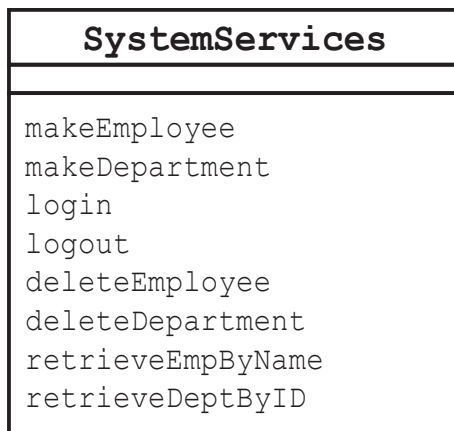 SystemServices
makeEmployee
makeDepartment
login
logout
deleteEmployee
deleteDepartment
retrieveEmpByName
retrieveDeptByID